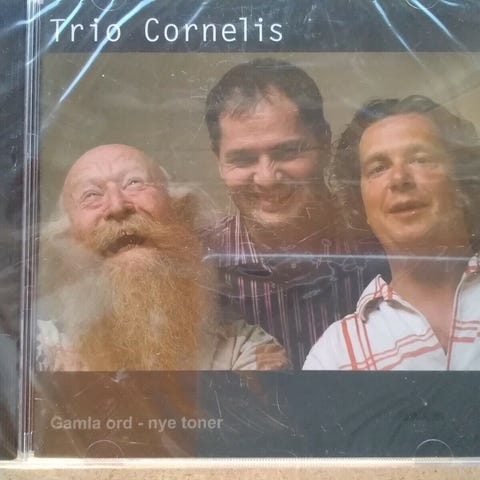 Trio Cornelis
Gamla ord - nye toner